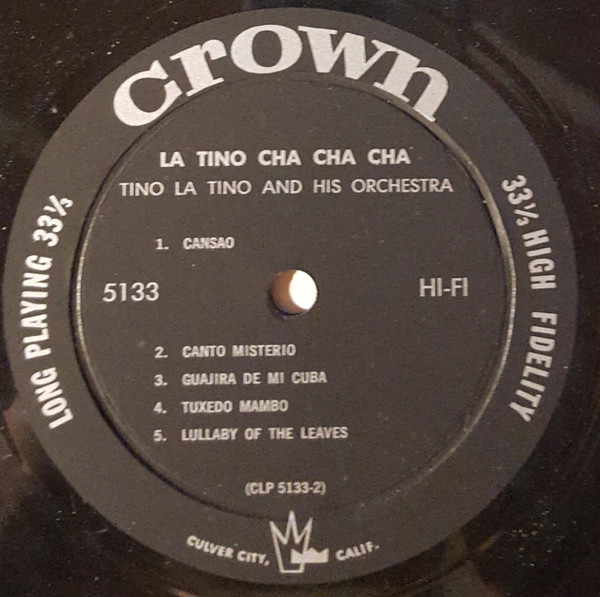 crown
LA TINO CHA CHA CHA
TINO LA TINO AND HIS ORCHESTRA
1. CANSAO
5133
HI-FI
2. CANTO MISTERIO
3. GUAJIRA DE MI CUBA
4. TUXEDO MAMBO
5. LULLABY OF THE LEAVES
(CLP 5133-2)
LONG PLAYING 33⅓
33⅓ HIGH FIDELITY
CULVER CITY, CALIF.